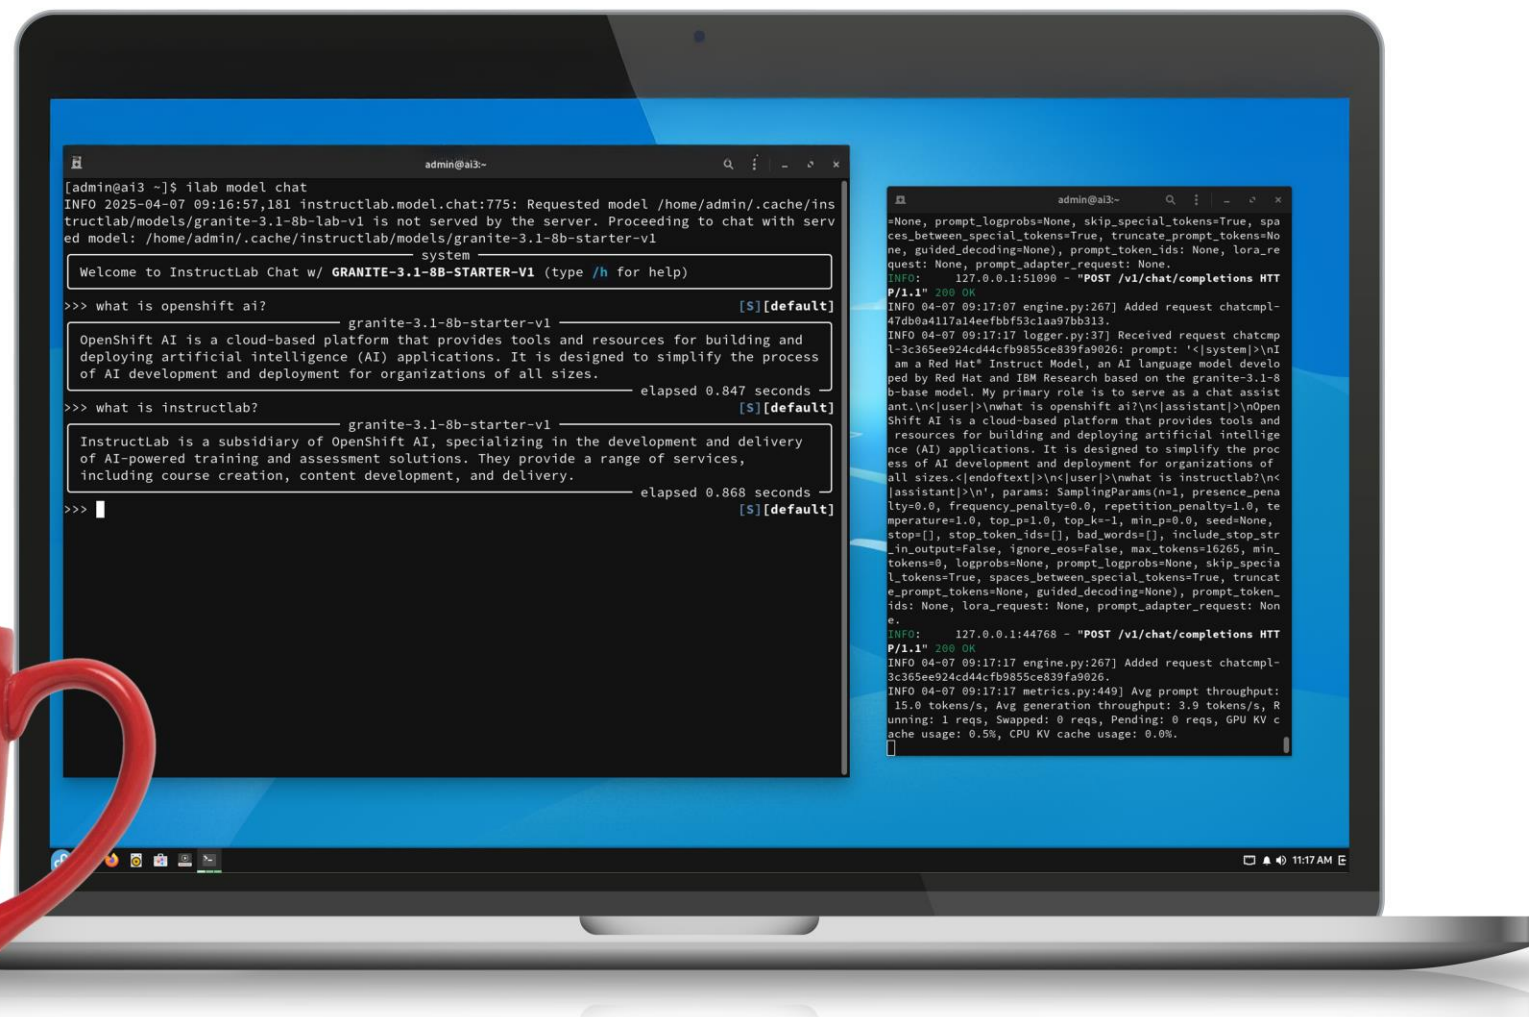 admin@ai3:~
[admin@ai3 ~]$ ilab model chat
INFO 2025-04-07 09:16:57,181 instructlab.model.chat:775: Requested model /home/admin/.cache/ins
tructlab/models/granite-3.1-8b-lab-v1 is not served by the server. Proceeding to chat with serv
ed model: /home/admin/.cache/instructlab/models/granite-3.1-8b-starter-v1
system
Welcome to InstructLab Chat w/ GRANITE-3.1-8B-STARTER-V1 (type /h for help)
>>> what is openshift ai? [S][default]
granite-3.1-8b-starter-v1
OpenShift AI is a cloud-based platform that provides tools and resources for building and
deploying artificial intelligence (AI) applications. It is designed to simplify the process
of AI development and deployment for organizations of all sizes.
elapsed 0.847 seconds
>>> what is instructlab? [S][default]
granite-3.1-8b-starter-v1
InstructLab is a subsidiary of OpenShift AI, specializing in the development and delivery
of AI-powered training and assessment solutions. They provide a range of services,
including course creation, content development, and delivery.
elapsed 0.868 seconds
>>> [S][default]
admin@ai3:~
=None, prompt_logprobs=None, skip_special_tokens=True, spa
ces_between_special_tokens=True, truncate_prompt_tokens=No
ne, guided_decoding=None), prompt_token_ids: None, lora_re
quest: None, prompt_adapter_request: None.
INFO: 127.0.0.1:51090 - "POST /v1/chat/completions HTT
P/1.1" 200 OK
INFO 04-07 09:17:07 engine.py:267] Added request chatcmpl-
47db0a4117a14eefbbf53c1aa97bb313.
INFO 04-07 09:17:17 logger.py:37] Received request chatcmp
l-3c365ee924cd44cfb9855ce839fa9026: prompt: '<|system|>\nI
 am a Red Hat® Instruct Model, an AI language model develo
ped by Red Hat and IBM Research based on the granite-3.1-8
b-base model. My primary role is to serve as a chat assist
ant.\n<|user|>\nwhat is openshift ai?\n<|assistant|>\nOpen
Shift AI is a cloud-based platform that provides tools and
 resources for building and deploying artificial intellige
nce (AI) applications. It is designed to simplify the proc
ess of AI development and deployment for organizations of
all sizes.<|endoftext|>\n<|user|>\nwhat is instructlab?\n<
|assistant|>\n', params: SamplingParams(n=1, presence_pena
lty=0.0, frequency_penalty=0.0, repetition_penalty=1.0, te
mperature=1.0, top_p=1.0, top_k=-1, min_p=0.0, seed=None,
stop=[], stop_token_ids=[], bad_words=[], include_stop_str
_in_output=False, ignore_eos=False, max_tokens=16265, min_
tokens=0, logprobs=None, prompt_logprobs=None, skip_specia
l_tokens=True, spaces_between_special_tokens=True, truncat
e_prompt_tokens=None, guided_decoding=None), prompt_token_
ids: None, lora_request: None, prompt_adapter_request: Non
e.
INFO: 127.0.0.1:44768 - "POST /v1/chat/completions HTT
P/1.1" 200 OK
INFO 04-07 09:17:17 engine.py:267] Added request chatcmpl-
3c365ee924cd44cfb9855ce839fa9026.
INFO 04-07 09:17:17 metrics.py:449] Avg prompt throughput:
 15.0 tokens/s, Avg generation throughput: 3.9 tokens/s, R
unning: 1 reqs, Swapped: 0 reqs, Pending: 0 reqs, GPU KV c
ache usage: 0.5%, CPU KV cache usage: 0.0%.
11:17 AM